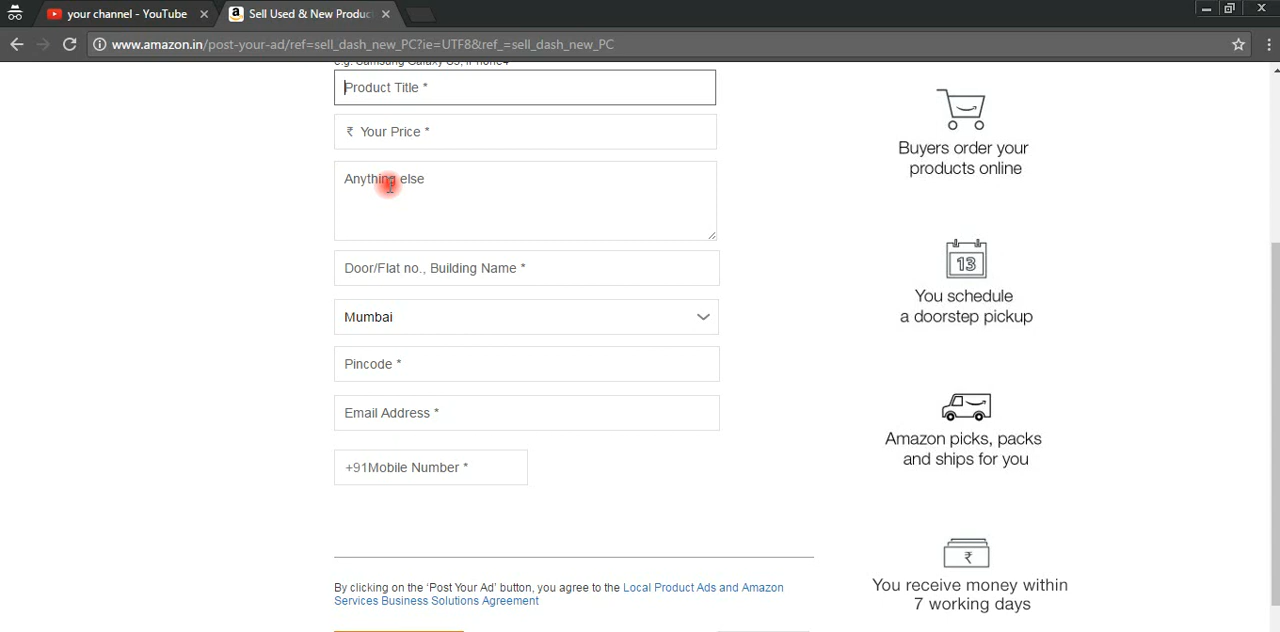 your channel - YouTube
a Sell Used & New Produc
www.amazon.in/post-your-ad/ref=sell_dash_new_PC?ie=UTF8&ref_=sell_dash_new_PC
e.g. Samsung Galaxy S5, iPhone4
Product Title *
₹ Your Price *
Anything else
Door/Flat no., Building Name *
Mumbai
Pincode *
Email Address *
+91Mobile Number *
By clicking on the ‘Post Your Ad’ button, you agree to the Local Product Ads and Amazon
Services Business Solutions Agreement
Buyers order your
products online
13
You schedule
a doorstep pickup
Amazon picks, packs
and ships for you
₹
You receive money within
7 working days